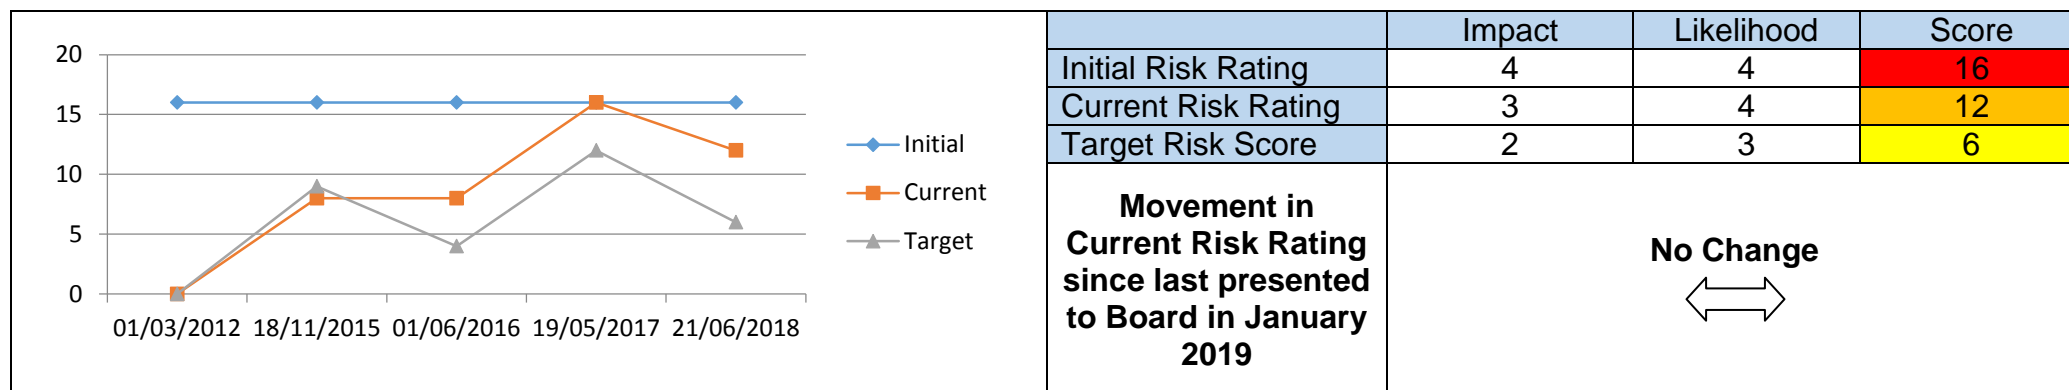 20
15
10
5
0
01/03/2012 18/11/2015 01/06/2016 19/05/2017 21/06/2018
Initial
Current
Target
Impact Likelihood Score
Initial Risk Rating 4 4 16
Current Risk Rating 3 4 12
Target Risk Score 2 3 6
Movement in
Current Risk Rating
since last presented
to Board in January
2019
No Change